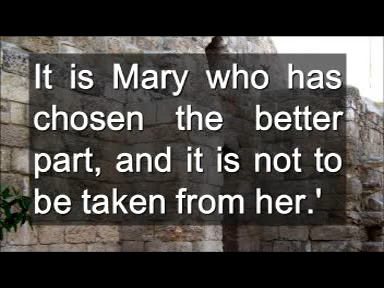 It is Mary who has
chosen the better
part, and it is not to
be taken from her.'